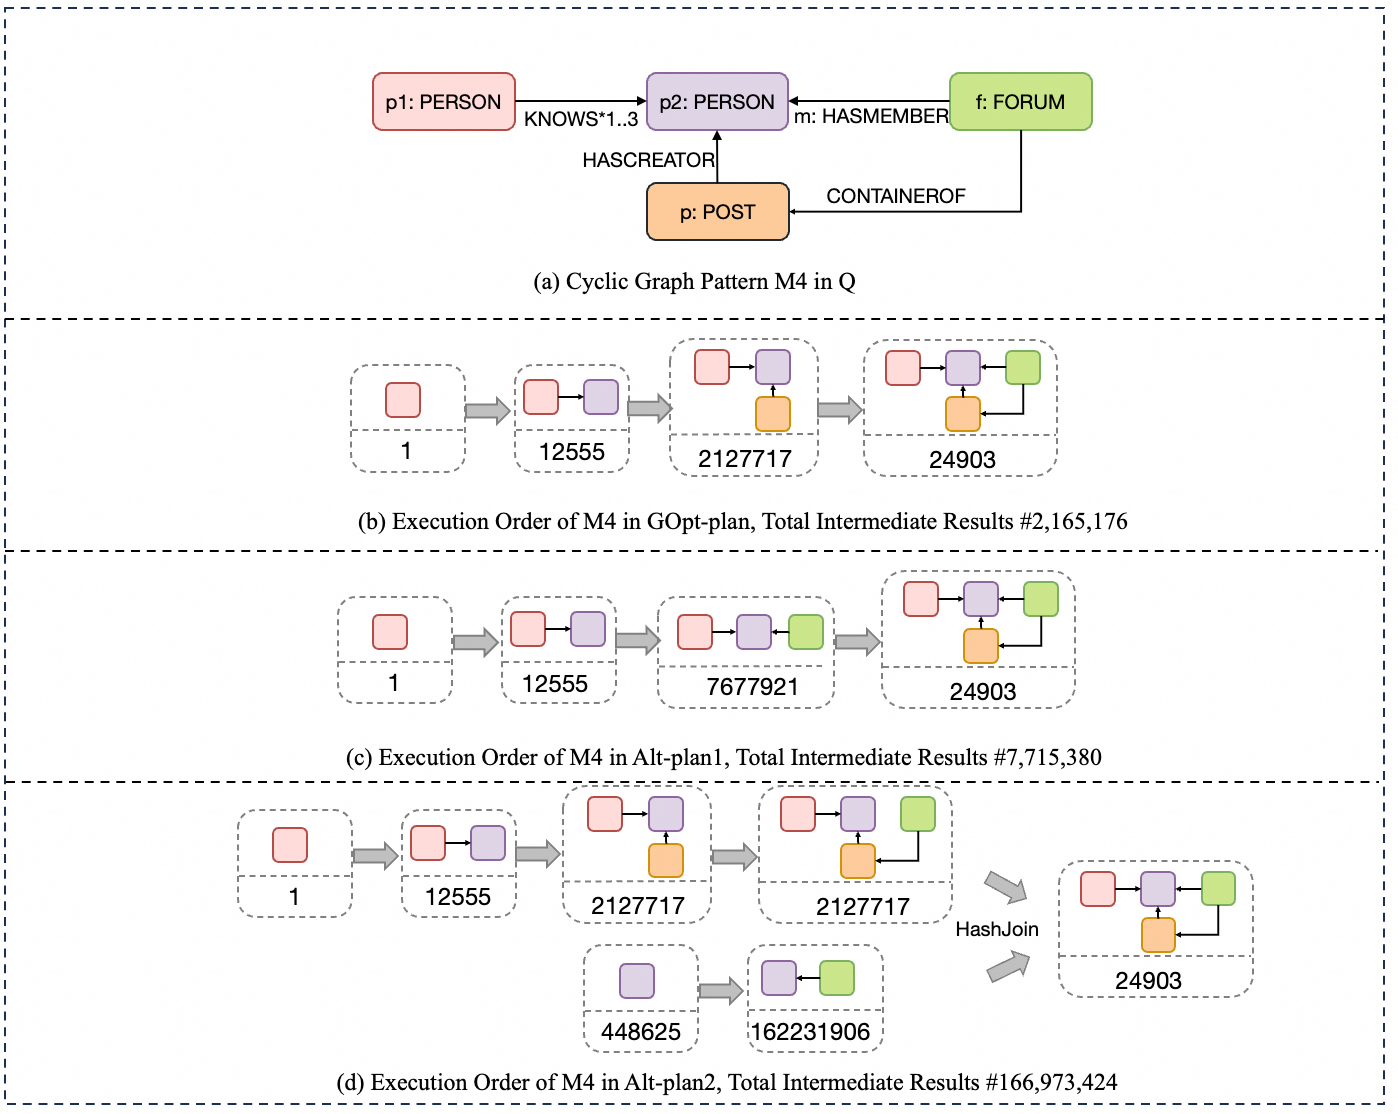 p1: PERSON
p2: PERSON
f: FORUM
KNOWS*1..3
m: HASMEMBER
HASCREATOR
CONTAINEROF
p: POST
(a) Cyclic Graph Pattern M4 in Q
1
12555
2127717
24903
(b) Execution Order of M4 in GOpt-plan, Total Intermediate Results #2,165,176
1
12555
7677921
24903
(c) Execution Order of M4 in Alt-plan1, Total Intermediate Results #7,715,380
1
12555
2127717
2127717
HashJoin
24903
448625
162231906
(d) Execution Order of M4 in Alt-plan2, Total Intermediate Results #166,973,424